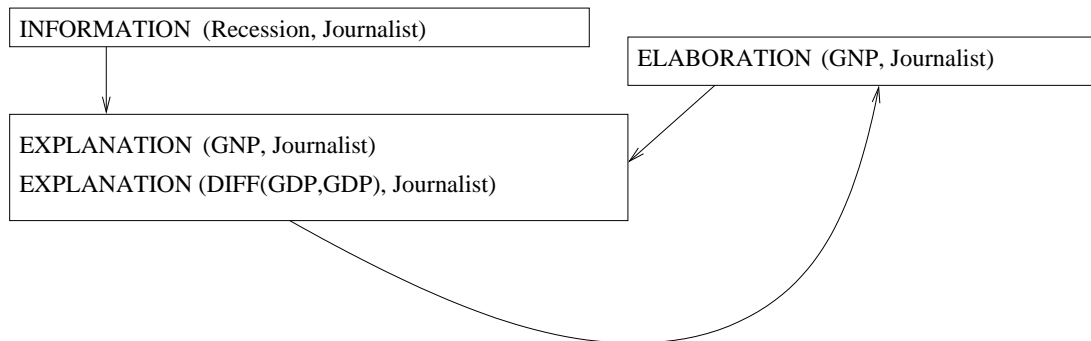 INFORMATION (Recession, Journalist)
ELABORATION (GNP, Journalist)
EXPLANATION (GNP, Journalist)
EXPLANATION (DIFF(GDP,GDP), Journalist)